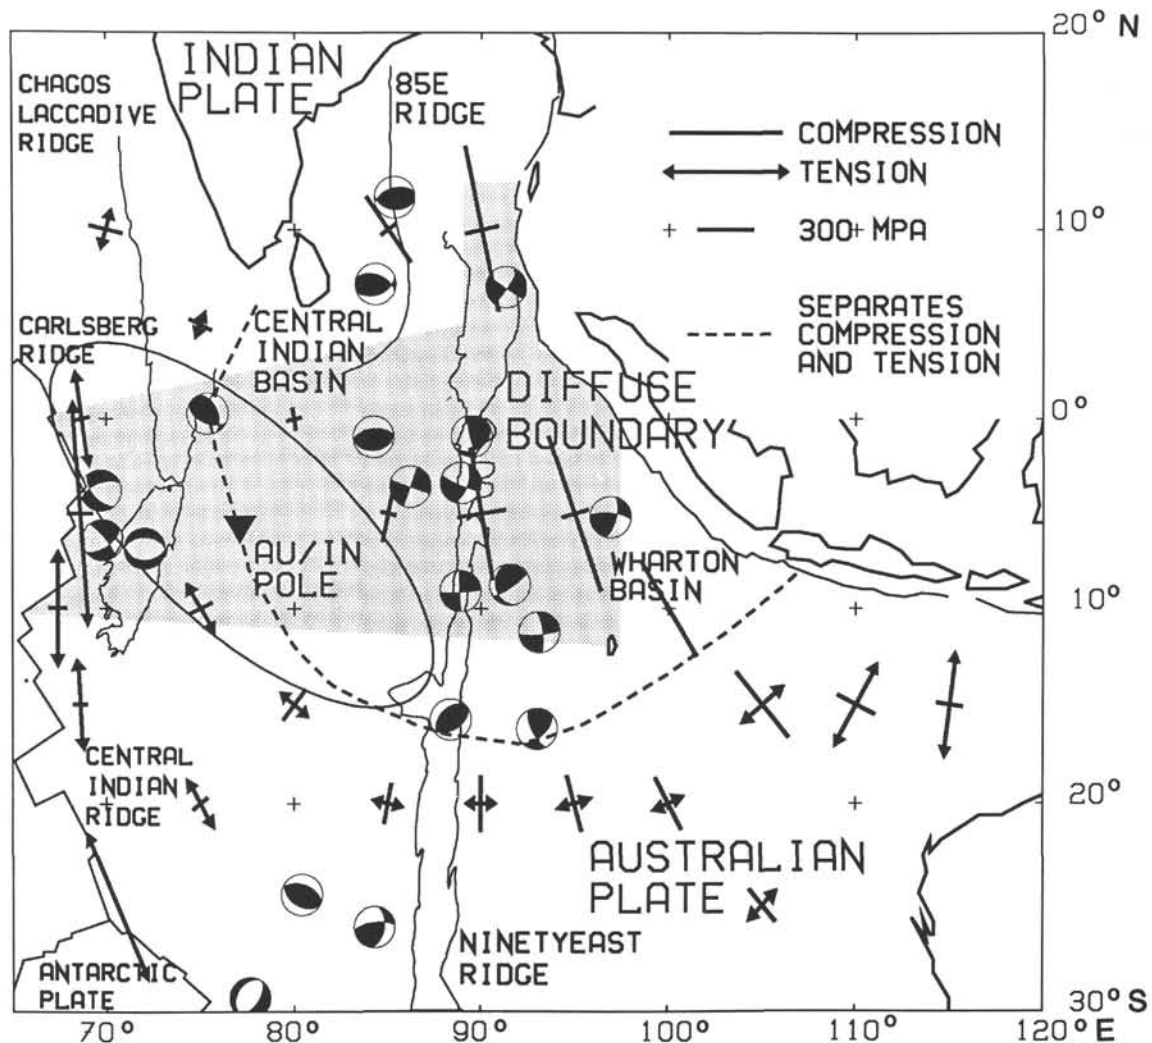 20° N
INDIAN
PLATE
CHAGOS
LACCADIVE
RIDGE
85E
RIDGE
COMPRESSION
TENSION
300 MPA
10°
SEPARATES
COMPRESSION
AND TENSION
CARLSBERG
RIDGE
CENTRAL
INDIAN
BASIN
DIFFUSE
BOUNDARY
0°
AU/IN
POLE
WHARTON
BASIN
10°
CENTRAL
INDIAN
RIDGE
20°
AUSTRALIAN
PLATE
NINETYEAST
RIDGE
ANTARCTIC
PLATE
30°S
70° 80° 90° 100° 110° 120°E